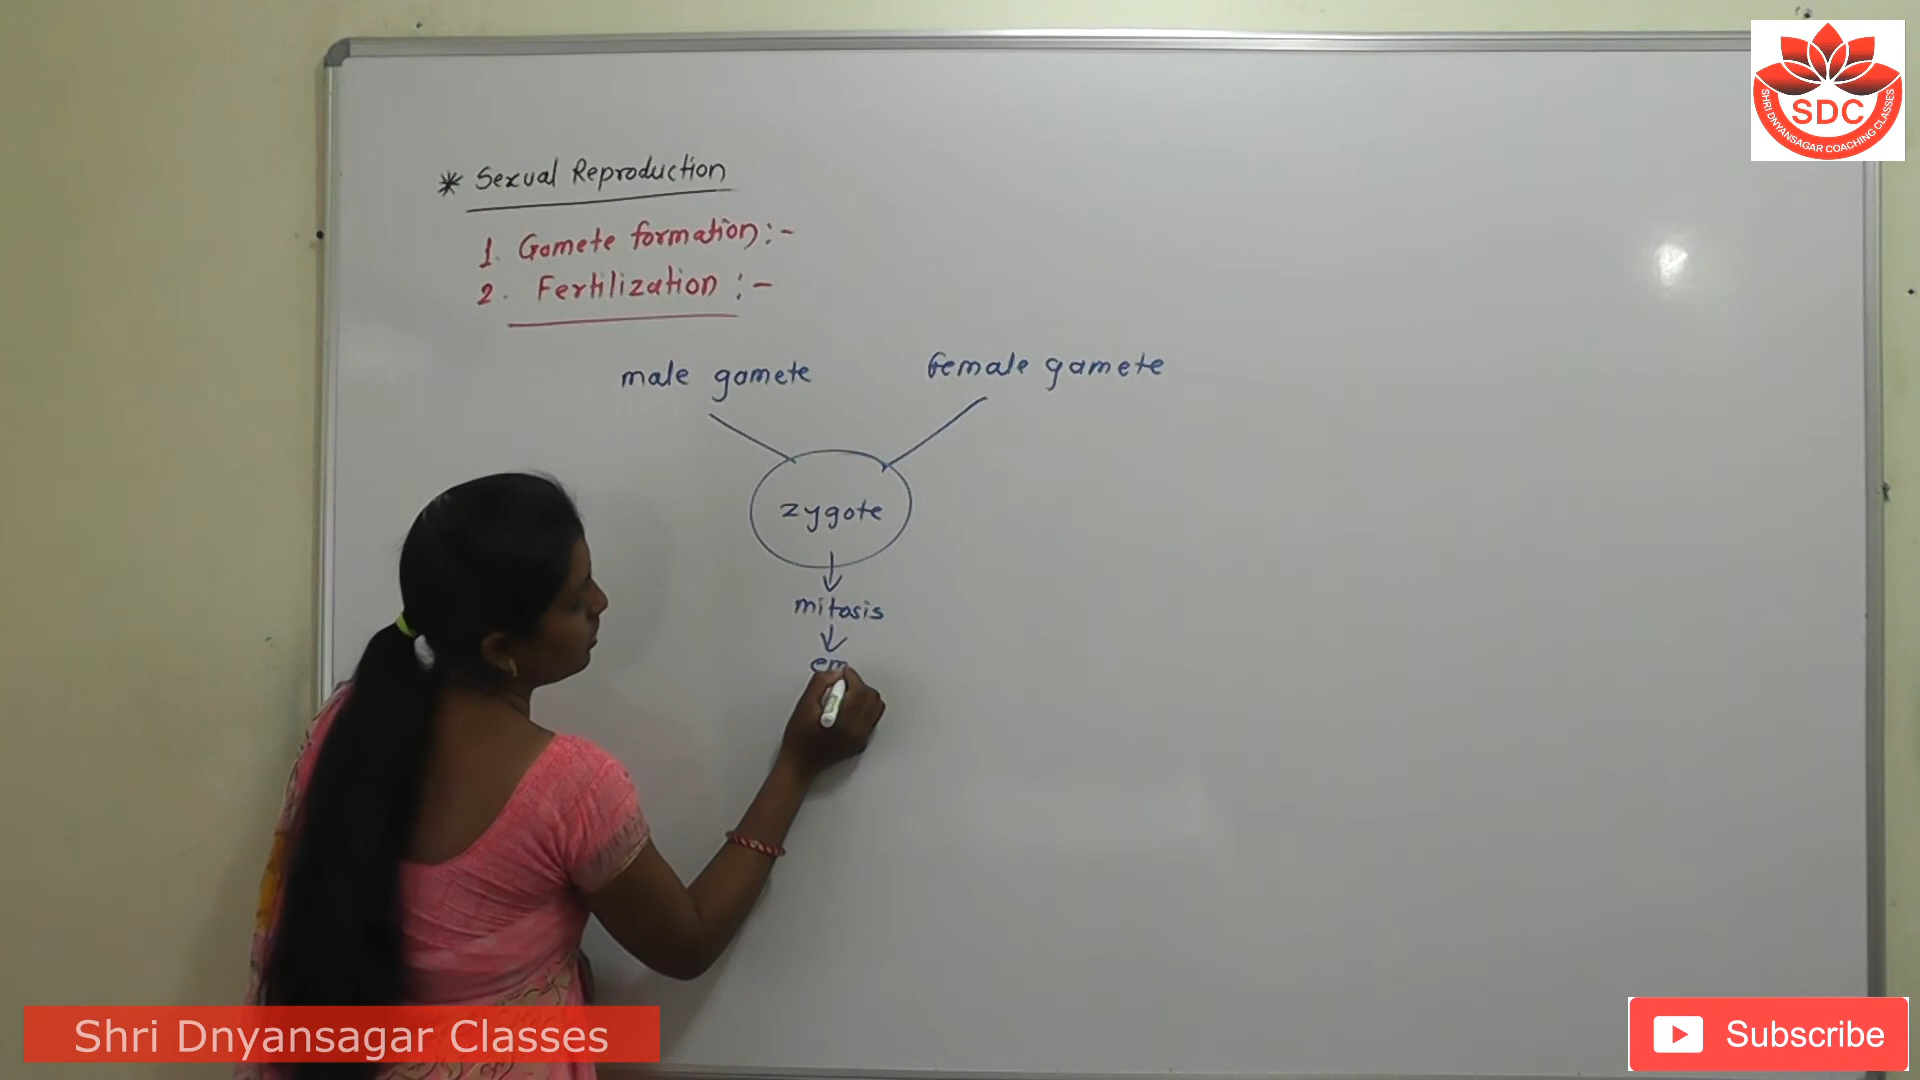 SDC
SHRI DNYANSAGAR COACHING CLASSES
* Sexual Reproduction
1. Gamete formation :-
2. Fertilization :-
male gamete female gamete
zygote
mitosis
em
Shri Dnyansagar Classes
Subscribe